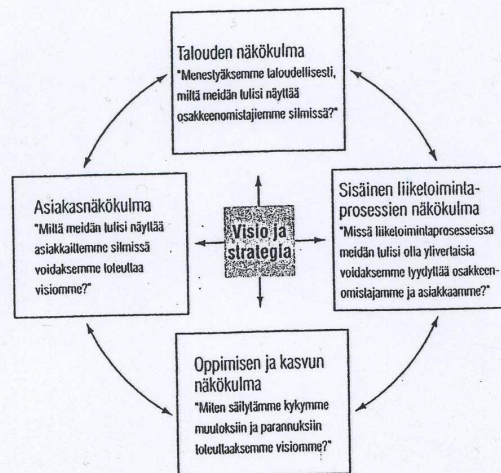 Talouden näkökulma
"Menestyäksemme taloudellisesti,
miltä meidän tulisi näyttää
osakkeenomistajiemme silmissä?"
Asiakasnäkökulma
"Miltä meidän tulisi näyttää
asiakkaillemme silmissä
voidaksemme toteuttaa
visiomme?"
Visio ja
strategia
Sisäinen liiketoiminta-
prosessien näkökulma
"Missä liiketoimintaprosesseissa
meidän tulisi olla ylivertaisia
voidaksemme tyydyttää osakkeen-
omistajamme ja asiakkaamme?"
Oppimisen ja kasvun
näkökulma
"Miten säilytämme kykymme
muutoksiin ja parannuksiin
toteuttaaksemme visiomme?"